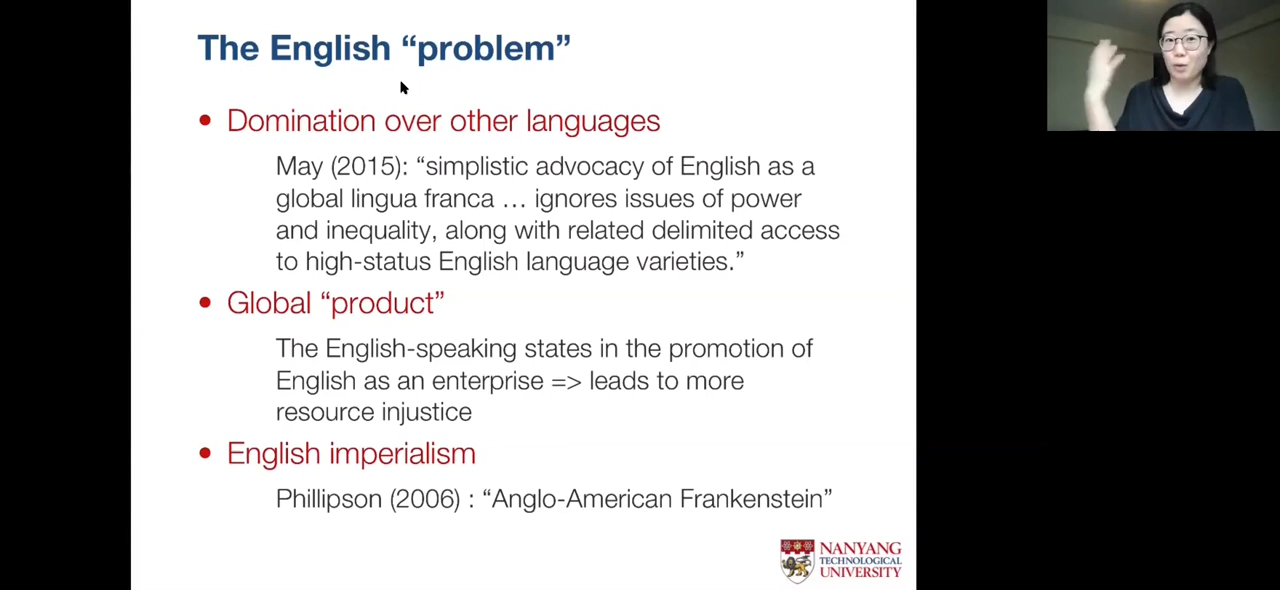 The English “problem”
• Domination over other languages
May (2015): “simplistic advocacy of English as a
global lingua franca … ignores issues of power
and inequality, along with related delimited access
to high-status English language varieties.”
• Global “product”
The English-speaking states in the promotion of
English as an enterprise => leads to more
resource injustice
• English imperialism
Phillipson (2006) : “Anglo-American Frankenstein”
NANYANG
TECHNOLOGICAL
UNIVERSITY